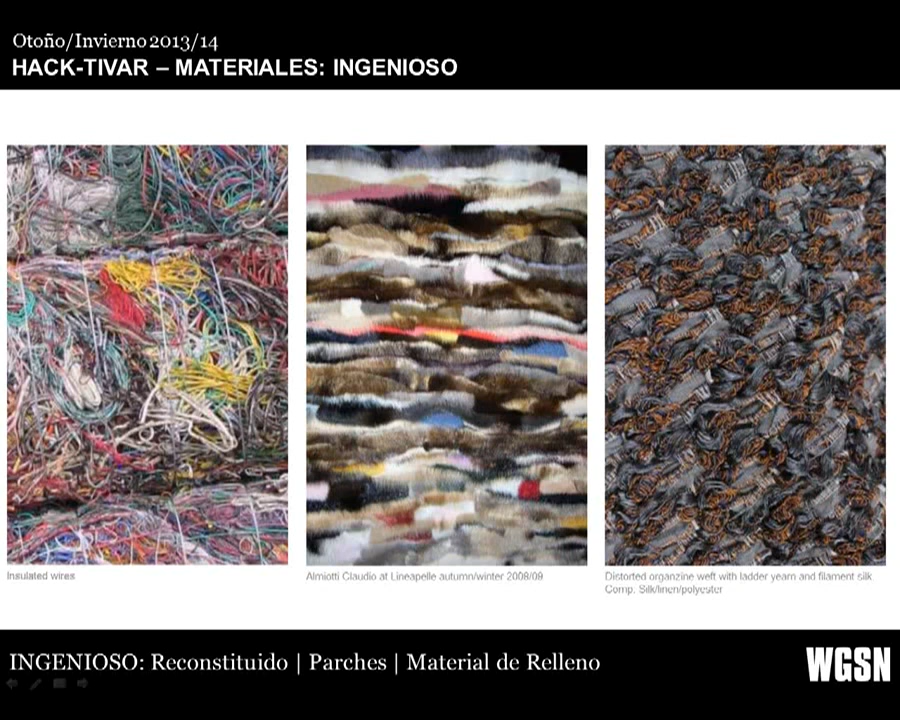 Otoño/Invierno 2013/14
HACK-TIVAR – MATERIALES: INGENIOSO
Insulated wires
Almiotti Claudio at Lineapelle autumn/winter 2008/09
Distorted organzine weft with ladder yearn and filament silk.
Comp. Silk/linen/polyester
INGENIOSO: Reconstituido | Parches | Material de Relleno
WGSN